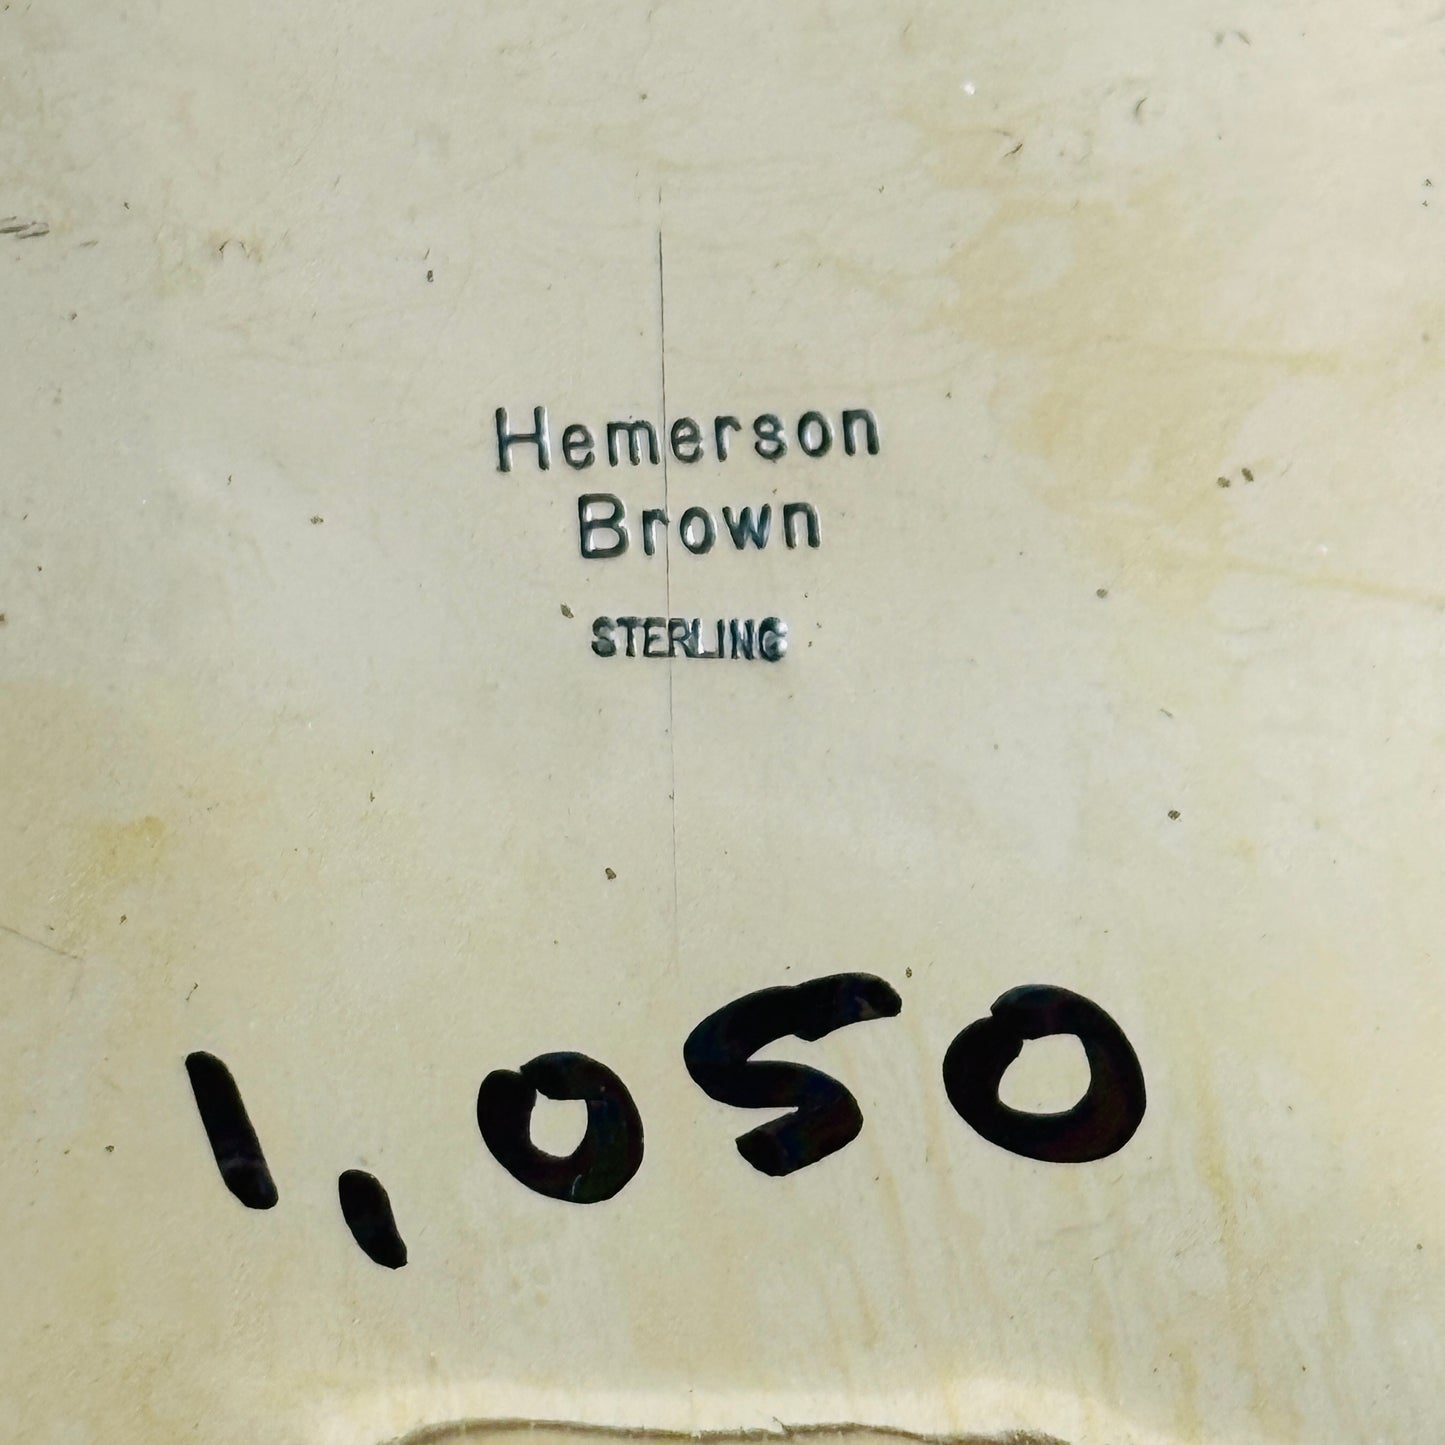 Hemerson
Brown
STERLING
1,050